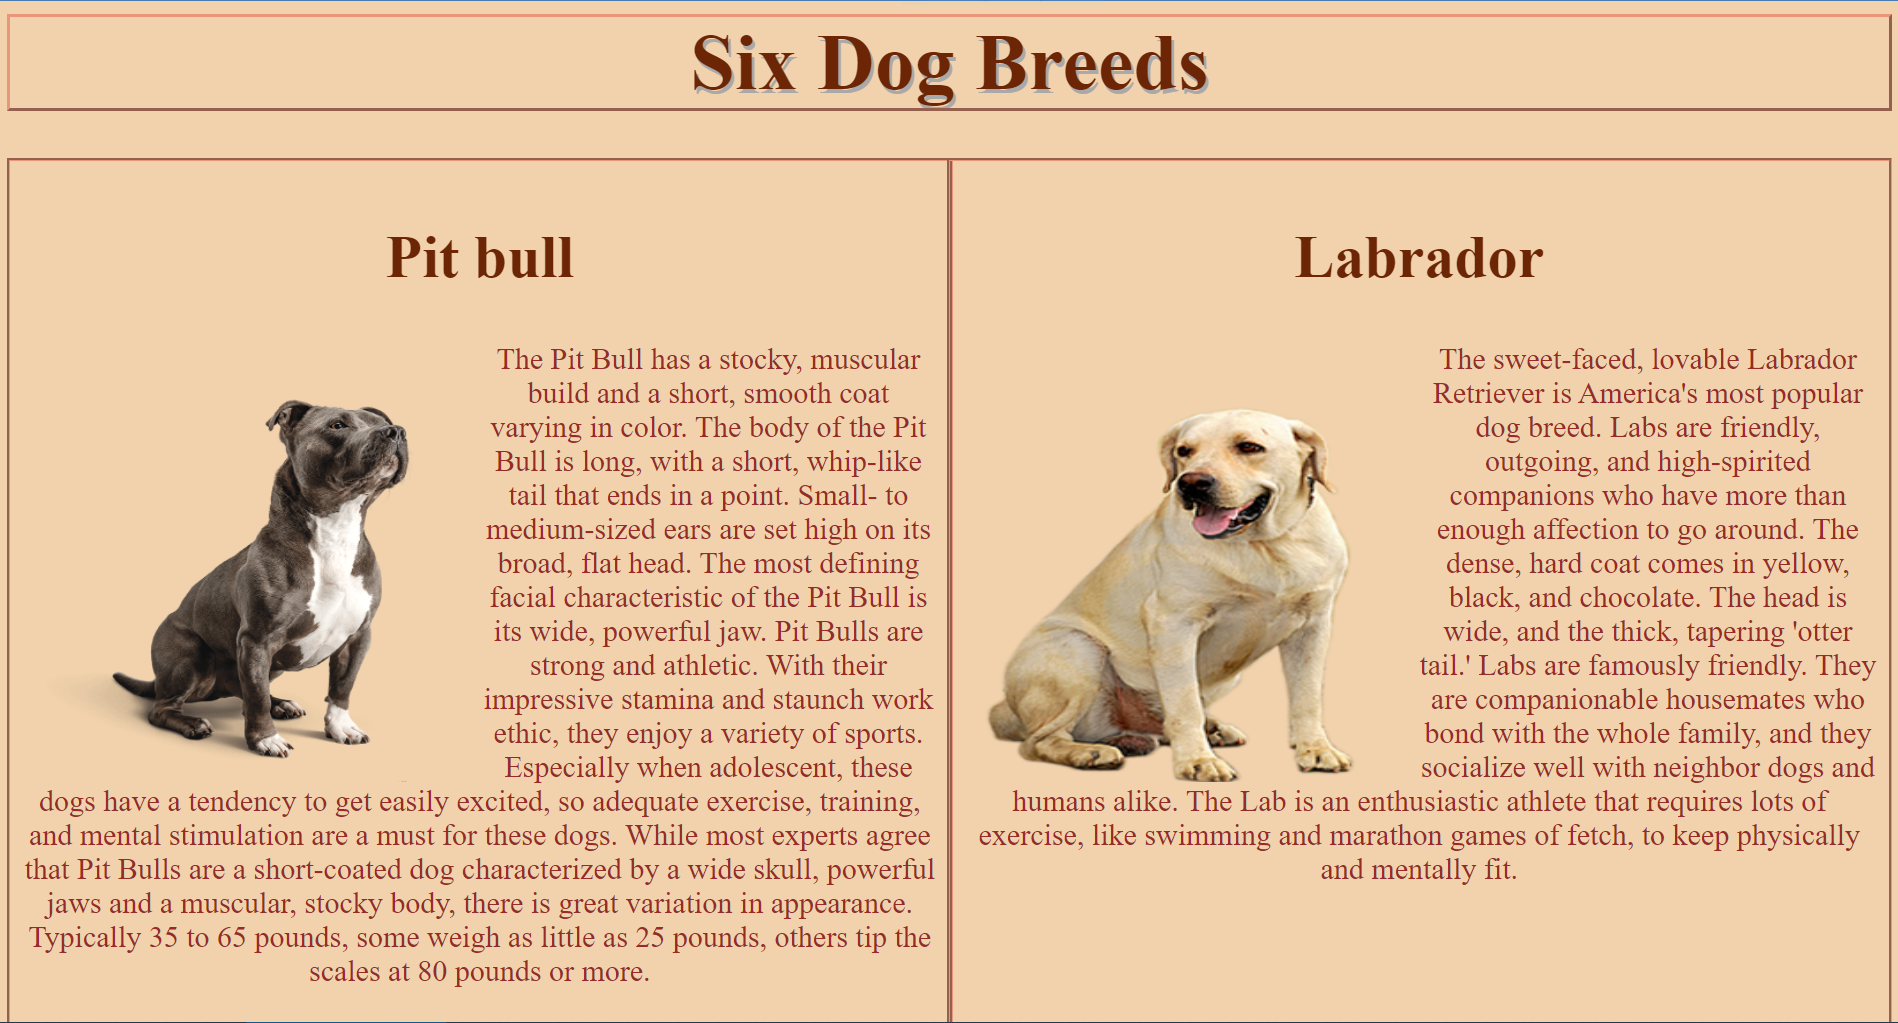 Six Dog Breeds
Pit bull
The Pit Bull has a stocky, muscular
build and a short, smooth coat
varying in color. The body of the Pit
Bull is long, with a short, whip-like
tail that ends in a point. Small- to
medium-sized ears are set high on its
broad, flat head. The most defining
facial characteristic of the Pit Bull is
its wide, powerful jaw. Pit Bulls are
strong and athletic. With their
impressive stamina and staunch work
ethic, they enjoy a variety of sports.
Especially when adolescent, these
dogs have a tendency to get easily excited, so adequate exercise, training,
and mental stimulation are a must for these dogs. While most experts agree
that Pit Bulls are a short-coated dog characterized by a wide skull, powerful
jaws and a muscular, stocky body, there is great variation in appearance.
Typically 35 to 65 pounds, some weigh as little as 25 pounds, others tip the
scales at 80 pounds or more.
Labrador
The sweet-faced, lovable Labrador
Retriever is America's most popular
dog breed. Labs are friendly,
outgoing, and high-spirited
companions who have more than
enough affection to go around. The
dense, hard coat comes in yellow,
black, and chocolate. The head is
wide, and the thick, tapering 'otter
tail.' Labs are famously friendly. They
are companionable housemates who
bond with the whole family, and they
socialize well with neighbor dogs and
humans alike. The Lab is an enthusiastic athlete that requires lots of
exercise, like swimming and marathon games of fetch, to keep physically
and mentally fit.